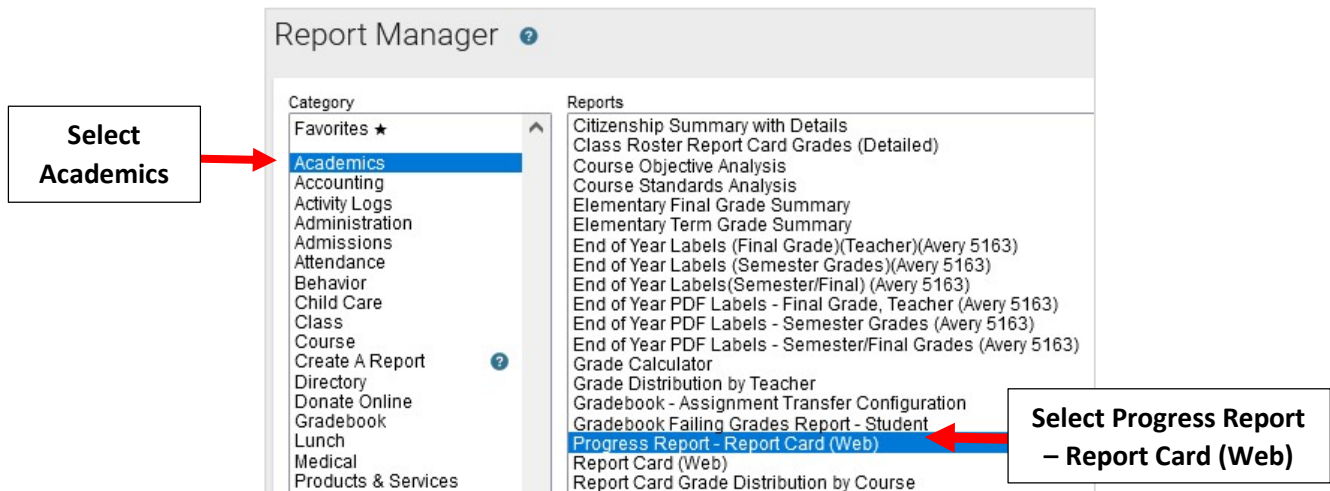 Report Manager ?
Category
Favorites ★
Academics
Accounting
Activity Logs
Administration
Admissions
Attendance
Behavior
Child Care
Class
Course
Create A Report ?
Directory
Donate Online
Gradebook
Lunch
Medical
Products & Services
Reports
Citizenship Summary with Details
Class Roster Report Card Grades (Detailed)
Course Objective Analysis
Course Standards Analysis
Elementary Final Grade Summary
Elementary Term Grade Summary
End of Year Labels (Final Grade)(Teacher)(Avery 5163)
End of Year Labels (Semester Grades)(Avery 5163)
End of Year Labels(Semester/Final) (Avery 5163)
End of Year PDF Labels - Final Grade, Teacher (Avery 5163)
End of Year PDF Labels - Semester Grades (Avery 5163)
End of Year PDF Labels - Semester/Final Grades (Avery 5163)
Grade Calculator
Grade Distribution by Teacher
Gradebook - Assignment Transfer Configuration
Gradebook Failing Grades Report - Student
Progress Report - Report Card (Web)
Report Card (Web)
Report Card Grade Distribution by Course
Select
Academics
Select Progress Report
– Report Card (Web)